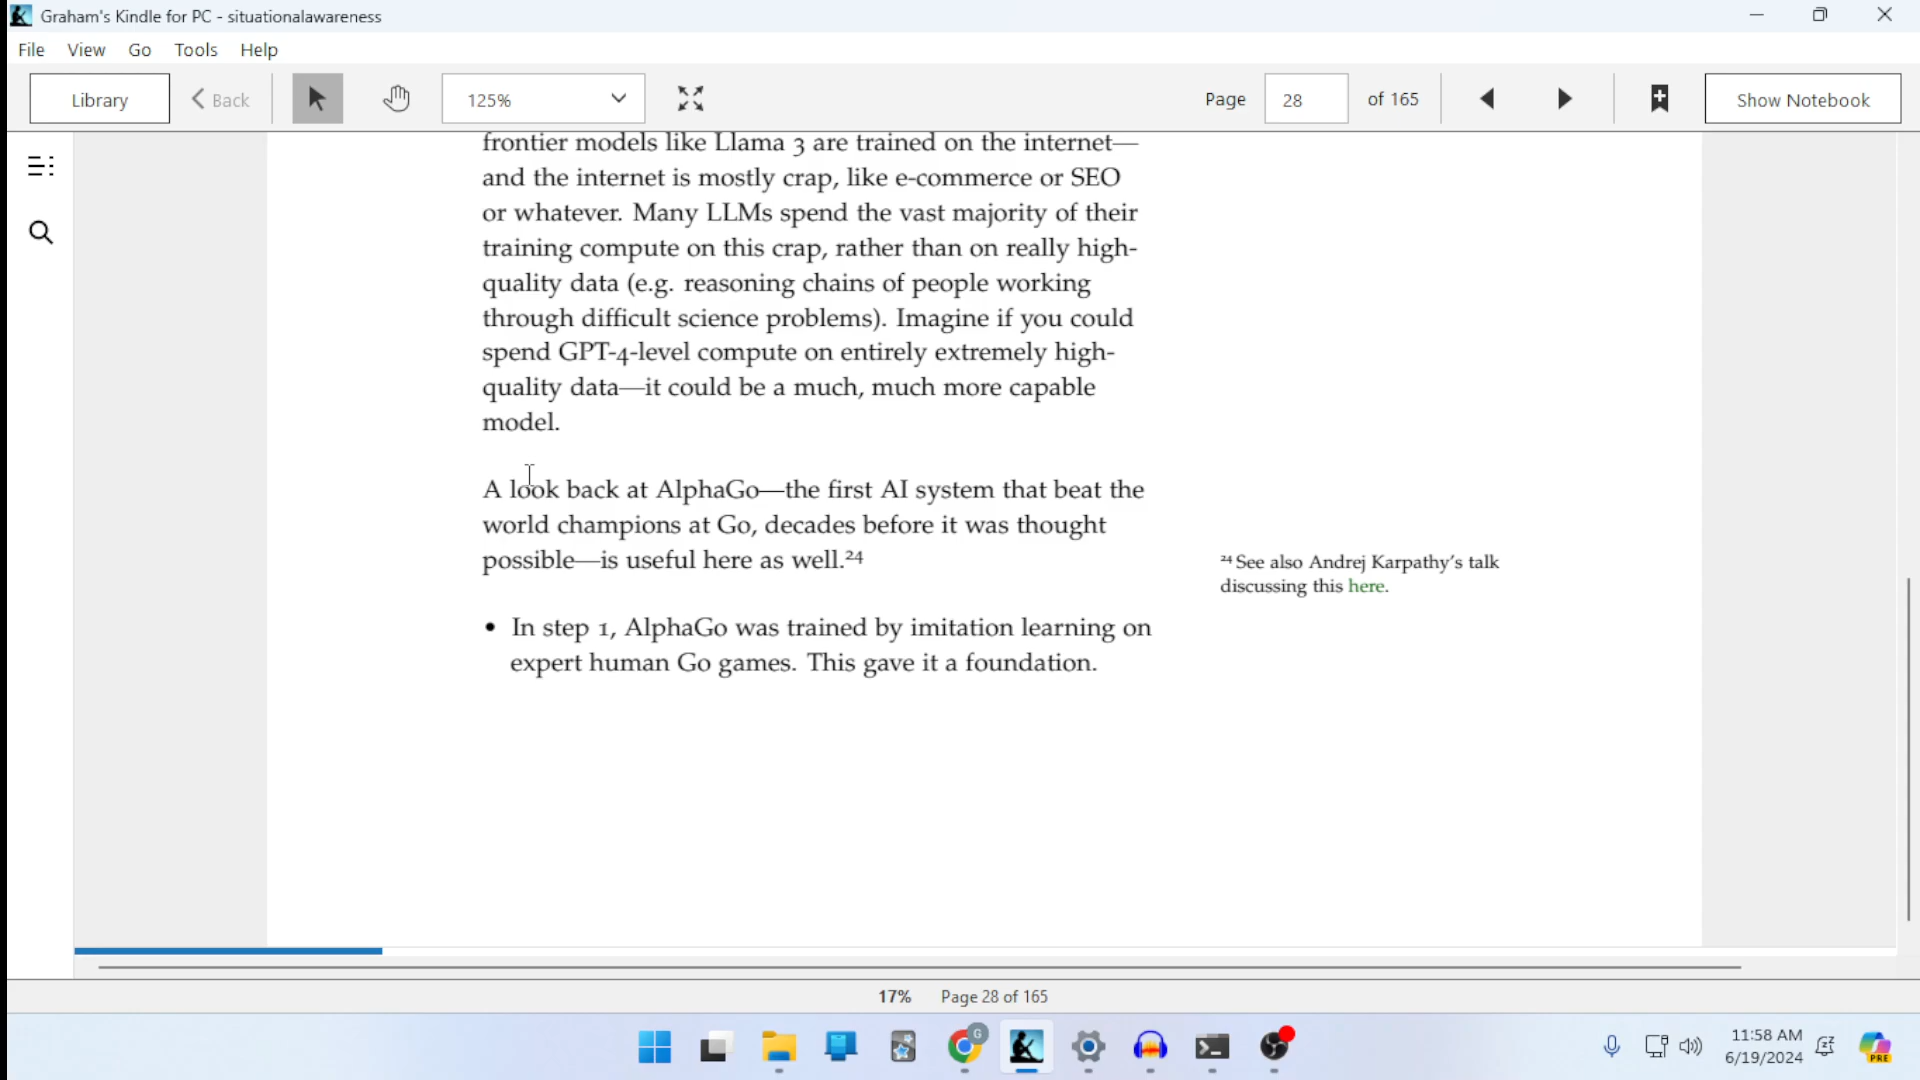 Graham's Kindle for PC - situationalawareness
File View Go Tools Help
Library Back 125% Page 28 of 165 Show Notebook
frontier models like Llama 3 are trained on the internet—
and the internet is mostly crap, like e-commerce or SEO
or whatever. Many LLMs spend the vast majority of their
training compute on this crap, rather than on really high-
quality data (e.g. reasoning chains of people working
through difficult science problems). Imagine if you could
spend GPT-4-level compute on entirely extremely high-
quality data—it could be a much, much more capable
model.
A look back at AlphaGo—the first AI system that beat the
world champions at Go, decades before it was thought
possible—is useful here as well.²⁴
²⁴ See also Andrej Karpathy's talk
discussing this here.
• In step 1, AlphaGo was trained by imitation learning on
expert human Go games. This gave it a foundation.
17% Page 28 of 165
G
11:58 AM
6/19/2024
PRE